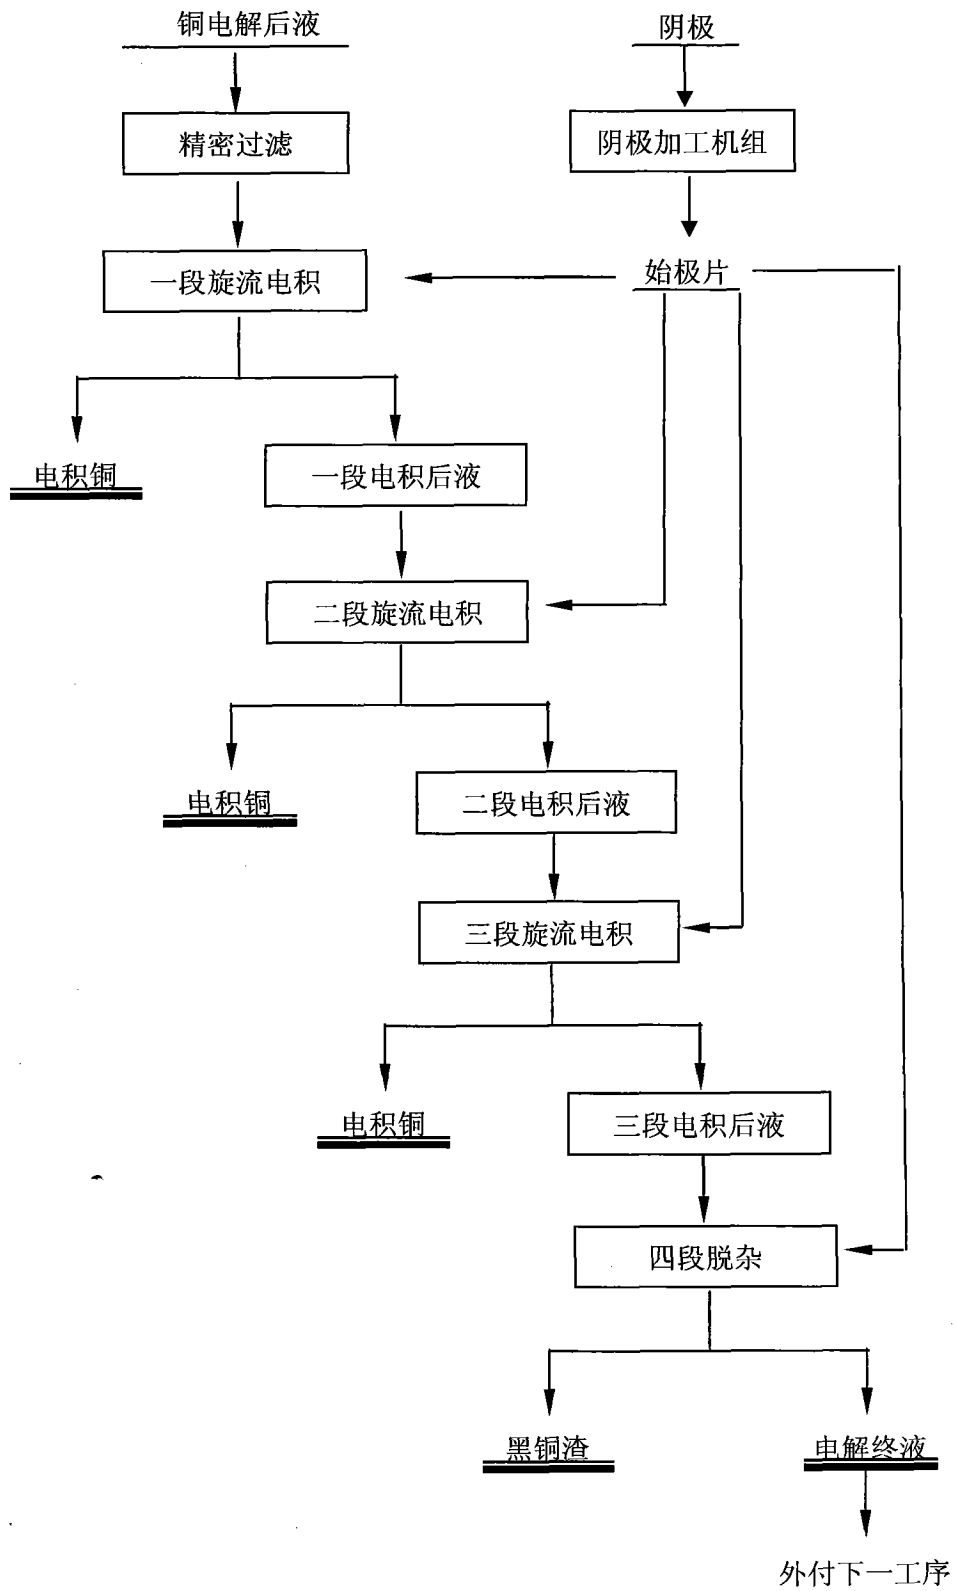 铜电解后液
阴极
精密过滤
阴极加工机组
一段旋流电积
始极片
电积铜
一段电积后液
二段旋流电积
电积铜
二段电积后液
三段旋流电积
电积铜
三段电积后液
四段脱杂
黑铜渣
电解终液
外付下一工序